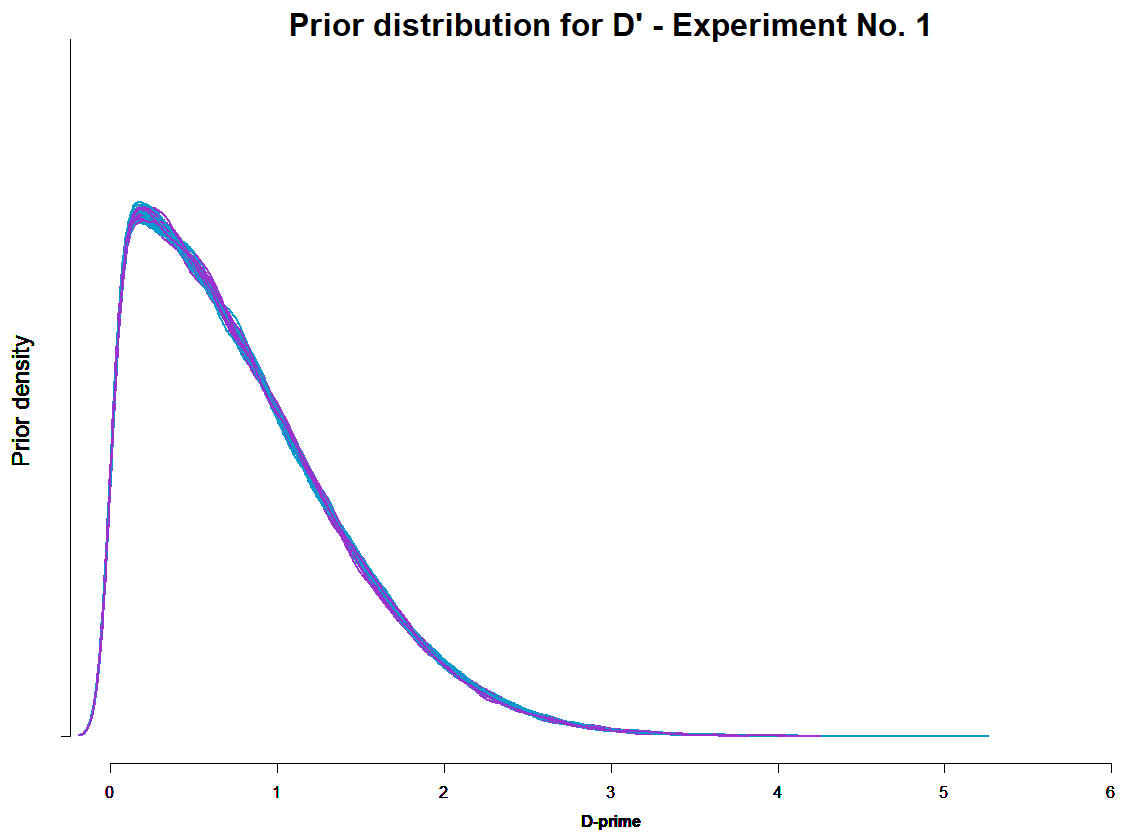 Prior distribution for D' - Experiment No. 1
Prior density
0 1 2 3 4 5 6
D-prime